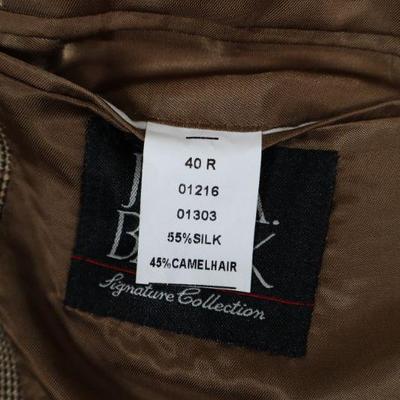 40 R
01216
01303
55%SILK
45%CAMELHAIR
Signature Collection